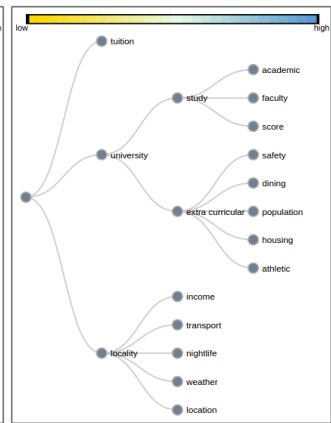 low high
tuition
academic
study faculty
score
university safety
dining
extra curricular population
housing
athletic
income
transport
locality nightlife
weather
location